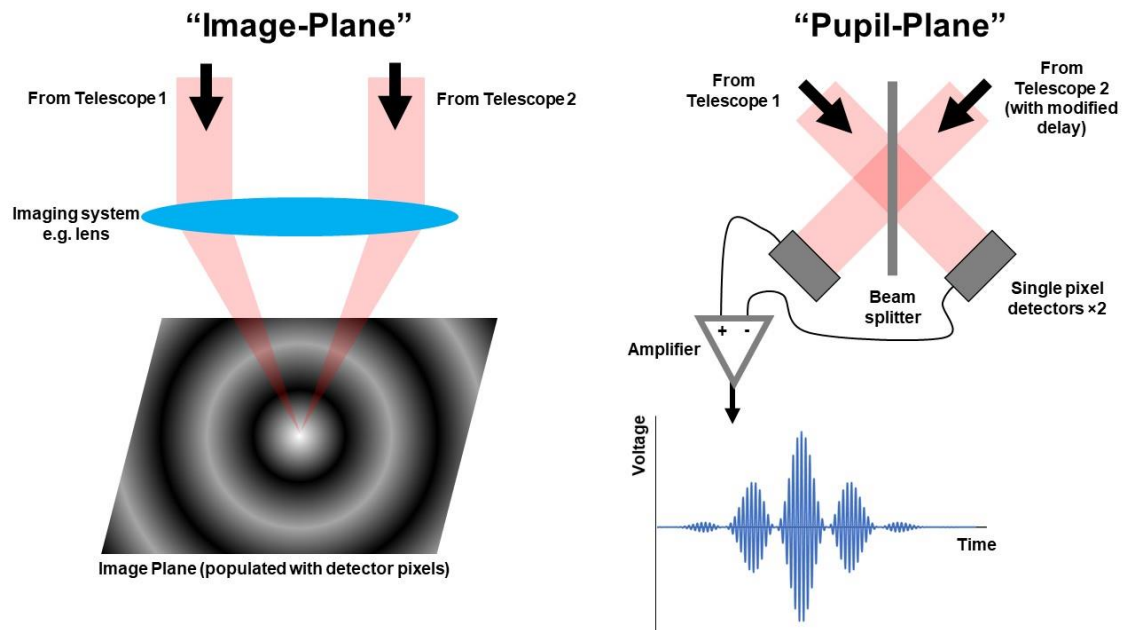 “Image-Plane”
From Telescope 1
From Telescope 2
Imaging system
e.g. lens
Image Plane (populated with detector pixels)
“Pupil-Plane”
From
Telescope 1
From
Telescope 2
(with modified
delay)
Beam
splitter
Single pixel
detectors ×2
+ -
Amplifier
Voltage
Time